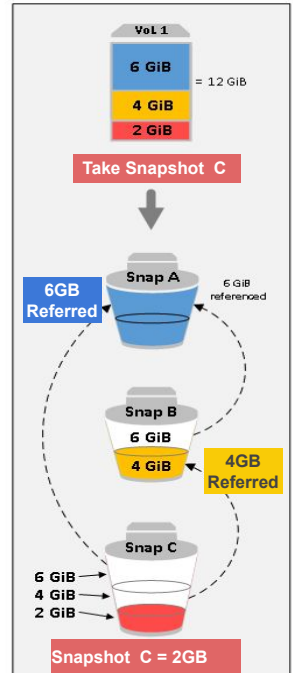 Vol 1
6 GiB
= 12 GiB
4 GiB
2 GiB
Take Snapshot C
Snap A
6GB
Referred
6 GiB
referenced
Snap B
6 GiB
4 GiB
4GB
Referred
Snap C
6 GiB
4 GiB
2 GiB
Snapshot C = 2GB